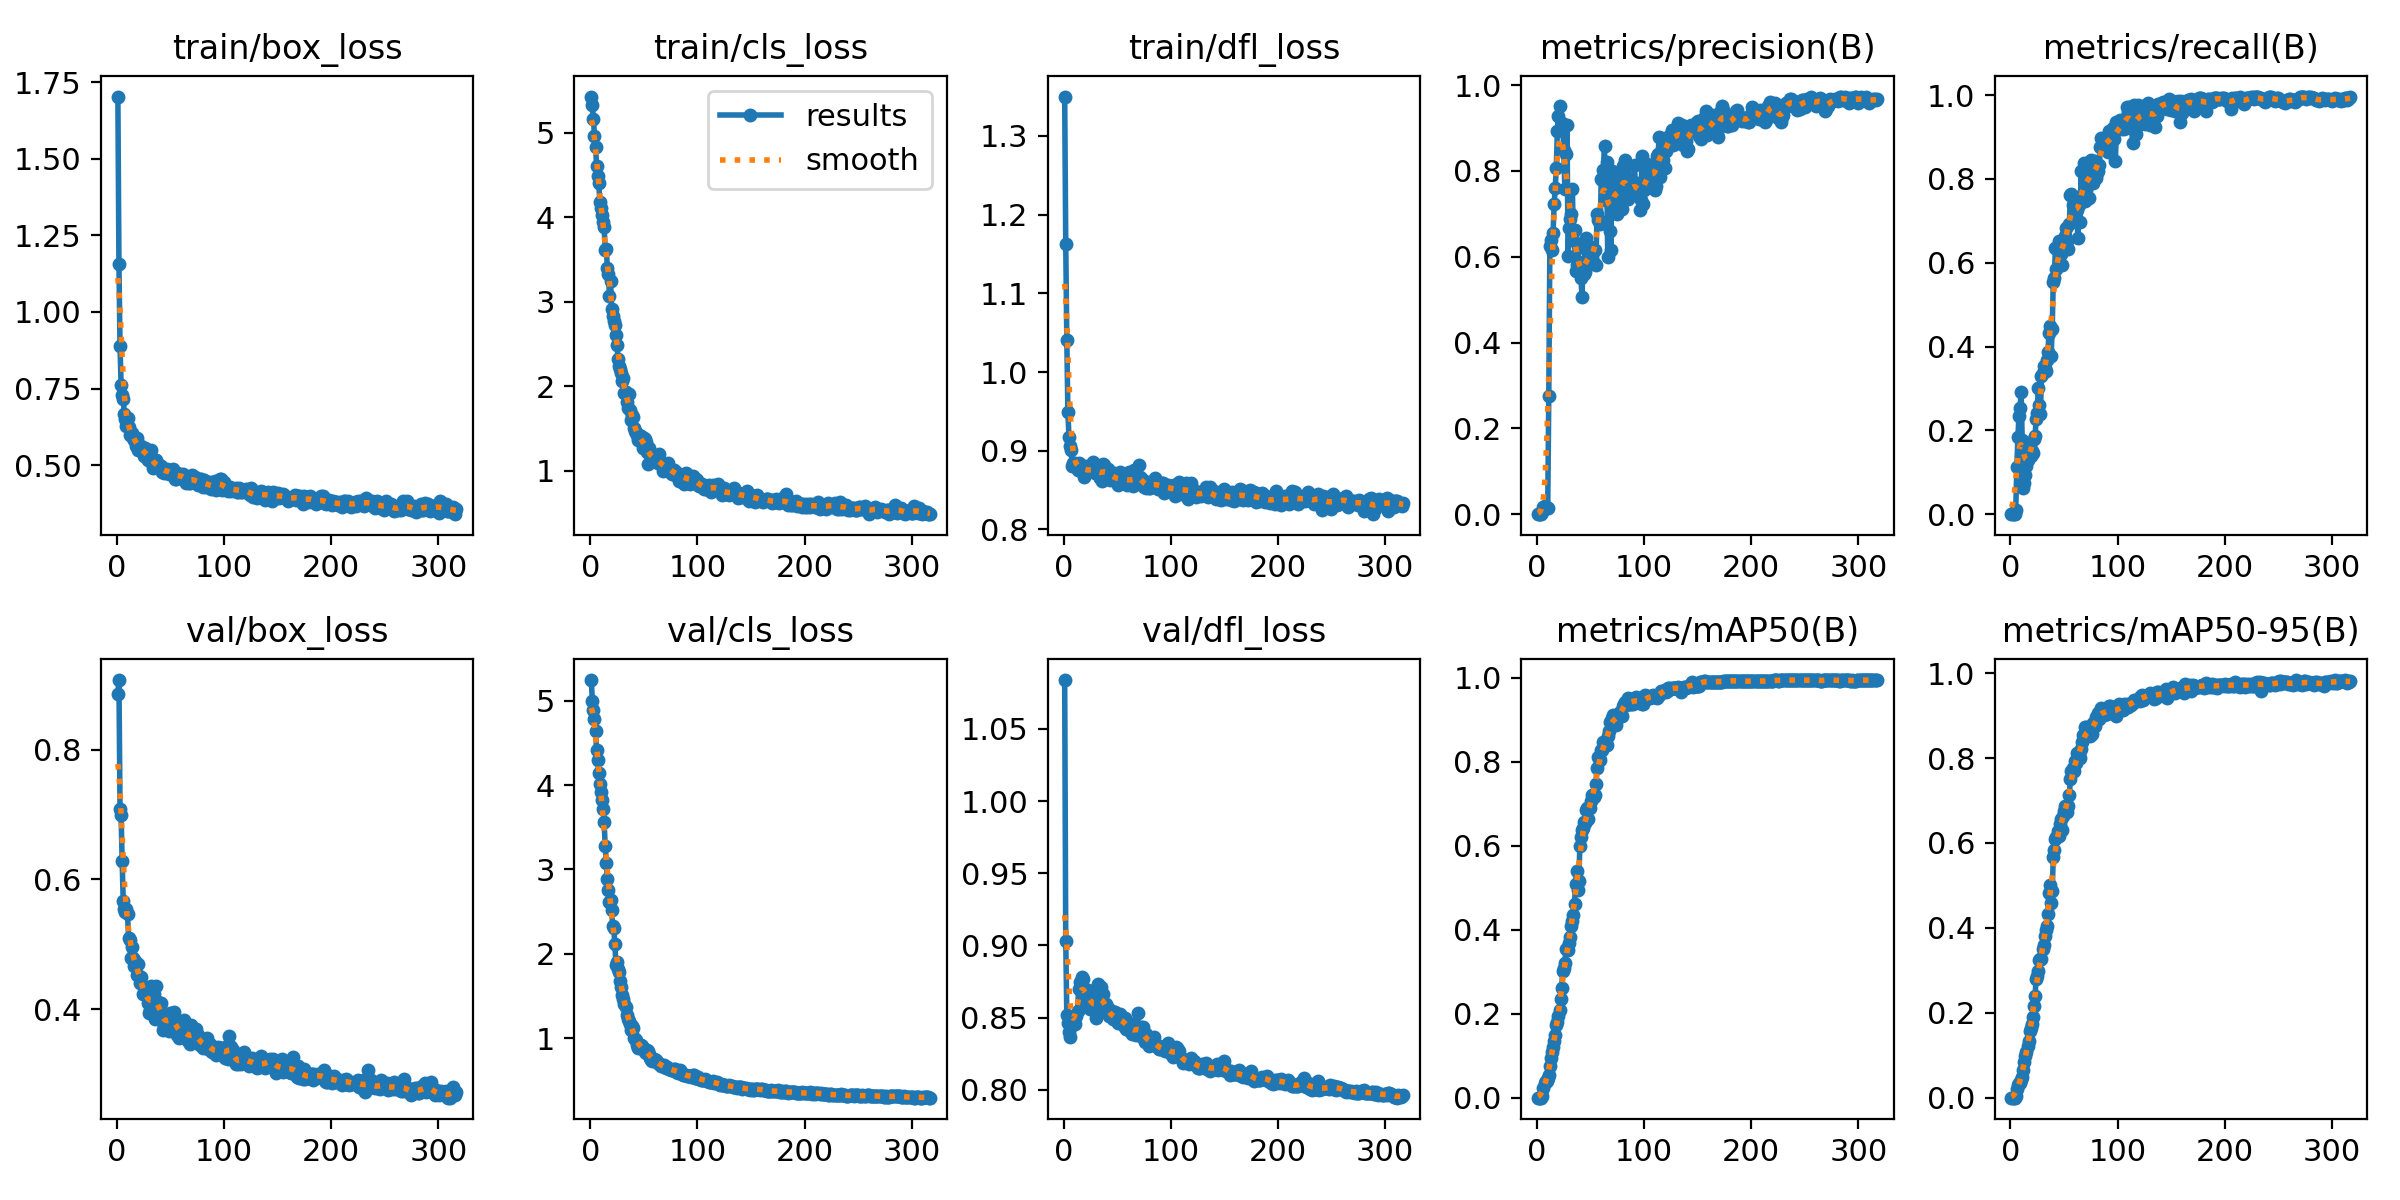 train/box_loss
1.75
1.50
1.25
1.00
0.75
0.50
0 100 200 300
train/cls_loss
results
smooth
5
4
3
2
1
0 100 200 300
train/dfl_loss
1.3
1.2
1.1
1.0
0.9
0.8
0 100 200 300
metrics/precision(B)
1.0
0.8
0.6
0.4
0.2
0.0
0 100 200 300
metrics/recall(B)
1.0
0.8
0.6
0.4
0.2
0.0
0 100 200 300
val/box_loss
0.8
0.6
0.4
0 100 200 300
val/cls_loss
5
4
3
2
1
0 100 200 300
val/dfl_loss
1.05
1.00
0.95
0.90
0.85
0.80
0 100 200 300
metrics/mAP50(B)
1.0
0.8
0.6
0.4
0.2
0.0
0 100 200 300
metrics/mAP50-95(B)
1.0
0.8
0.6
0.4
0.2
0.0
0 100 200 300